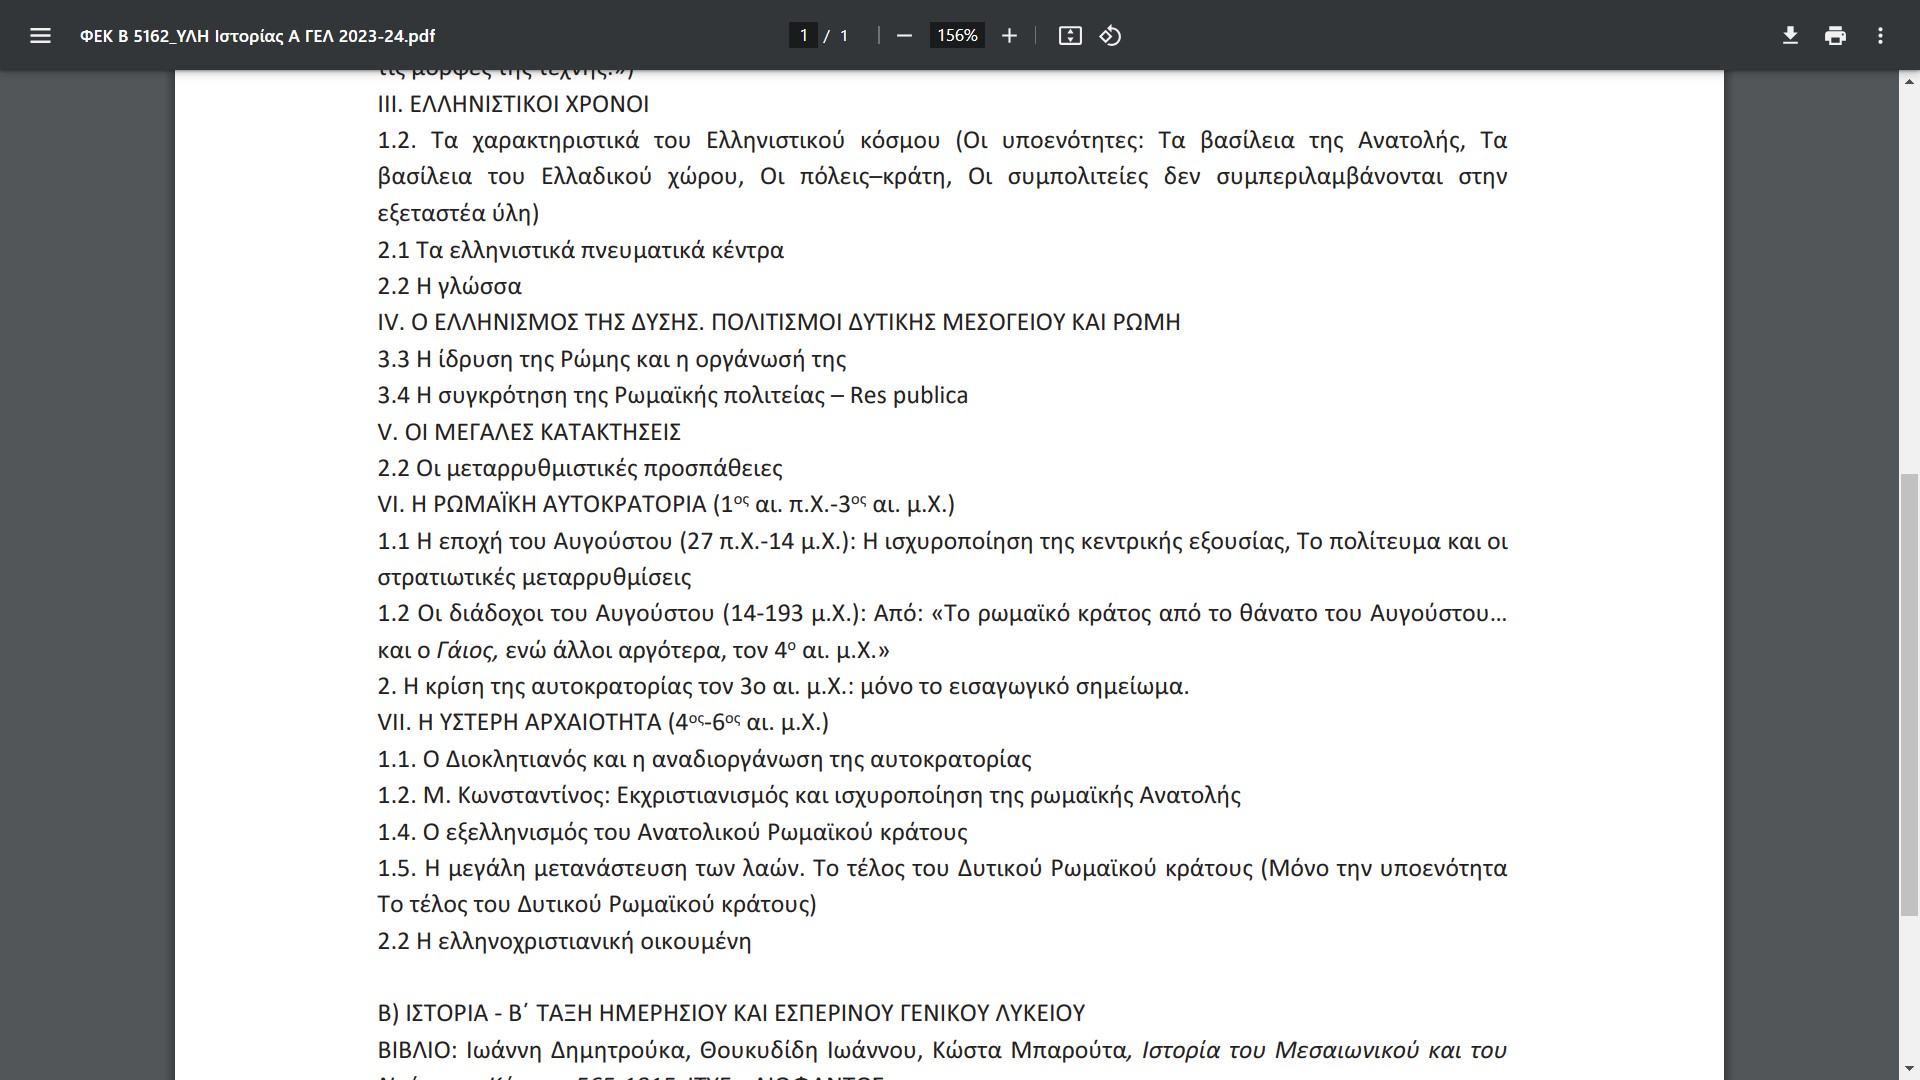 ΦΕΚ Β 5162_ΥΛΗ Ιστορίας Α ΓΕΛ 2023-24.pdf
1 / 1
156%
τις μορφές της τέχνης.»)
III. ΕΛΛΗΝΙΣΤΙΚΟΙ ΧΡΟΝΟΙ
1.2. Τα χαρακτηριστικά του Ελληνιστικού κόσμου (Οι υποενότητες: Τα βασίλεια της Ανατολής, Τα
βασίλεια του Ελλαδικού χώρου, Οι πόλεις–κράτη, Οι συμπολιτείες δεν συμπεριλαμβάνονται στην
εξεταστέα ύλη)
2.1 Τα ελληνιστικά πνευματικά κέντρα
2.2 Η γλώσσα
IV. Ο ΕΛΛΗΝΙΣΜΟΣ ΤΗΣ ΔΥΣΗΣ. ΠΟΛΙΤΙΣΜΟΙ ΔΥΤΙΚΗΣ ΜΕΣΟΓΕΙΟΥ ΚΑΙ ΡΩΜΗ
3.3 Η ίδρυση της Ρώμης και η οργάνωσή της
3.4 Η συγκρότηση της Ρωμαϊκής πολιτείας – Res publica
V. ΟΙ ΜΕΓΑΛΕΣ ΚΑΤΑΚΤΗΣΕΙΣ
2.2 Οι μεταρρυθμιστικές προσπάθειες
VI. Η ΡΩΜΑΪΚΗ ΑΥΤΟΚΡΑΤΟΡΙΑ (1ος αι. π.Χ.-3ος αι. μ.Χ.)
1.1 Η εποχή του Αυγούστου (27 π.Χ.-14 μ.Χ.): Η ισχυροποίηση της κεντρικής εξουσίας, Το πολίτευμα και οι
στρατιωτικές μεταρρυθμίσεις
1.2 Οι διάδοχοι του Αυγούστου (14-193 μ.Χ.): Από: «Το ρωμαϊκό κράτος από το θάνατο του Αυγούστου…
και ο Γάιος, ενώ άλλοι αργότερα, τον 4ο αι. μ.Χ.»
2. Η κρίση της αυτοκρατορίας τον 3ο αι. μ.Χ.: μόνο το εισαγωγικό σημείωμα.
VII. Η ΥΣΤΕΡΗ ΑΡΧΑΙΟΤΗΤΑ (4ος-6ος αι. μ.Χ.)
1.1. Ο Διοκλητιανός και η αναδιοργάνωση της αυτοκρατορίας
1.2. Μ. Κωνσταντίνος: Εκχριστιανισμός και ισχυροποίηση της ρωμαϊκής Ανατολής
1.4. Ο εξελληνισμός του Ανατολικού Ρωμαϊκού κράτους
1.5. Η μεγάλη μετανάστευση των λαών. Το τέλος του Δυτικού Ρωμαϊκού κράτους (Μόνο την υποενότητα
Το τέλος του Δυτικού Ρωμαϊκού κράτους)
2.2 Η ελληνοχριστιανική οικουμένη
Β) ΙΣΤΟΡΙΑ - Β΄ ΤΑΞΗ ΗΜΕΡΗΣΙΟΥ ΚΑΙ ΕΣΠΕΡΙΝΟΥ ΓΕΝΙΚΟΥ ΛΥΚΕΙΟΥ
ΒΙΒΛΙΟ: Ιωάννη Δημητρούκα, Θουκυδίδη Ιωάννου, Κώστα Μπαρούτα, Ιστορία του Μεσαιωνικού και του